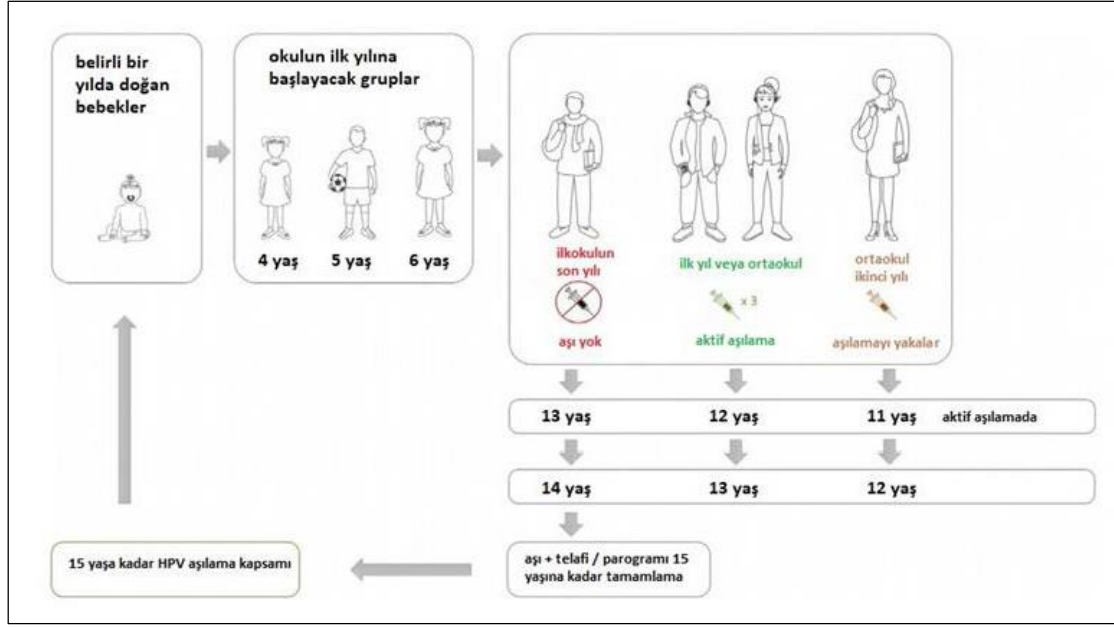 belirli bir
yılda doğan
bebekler
okulun ilk yılına
başlayacak gruplar
4 yaş
5 yaş
6 yaş
ilkokulun
son yılı
aşı yok
ilk yıl veya ortaokul
x 3
aktif aşılama
ortaokul
ikinci yılı
aşılamayı yakalar
13 yaş
12 yaş
11 yaş
aktif aşılamada
14 yaş
13 yaş
12 yaş
15 yaşa kadar HPV aşılama kapsamı
aşı + telafi / parogramı 15
yaşına kadar tamamlama